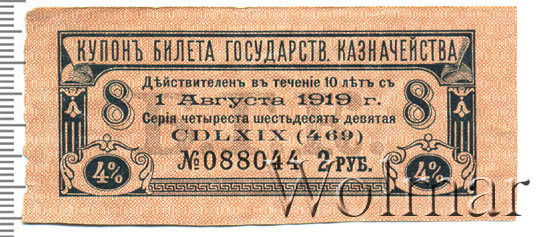 КУПОНЪ БИЛЕТА ГОСУДАРСТВ. КАЗНАЧЕЙСТВА
Дѣйствителенъ въ теченіе 10 лѣтъ съ
8 1 Августа 1919 г. 8
Серія четыреста шестьдесятъ девятая
CDLXIX (469)
4% №088044 2 РУБ. 4%
Wolmar